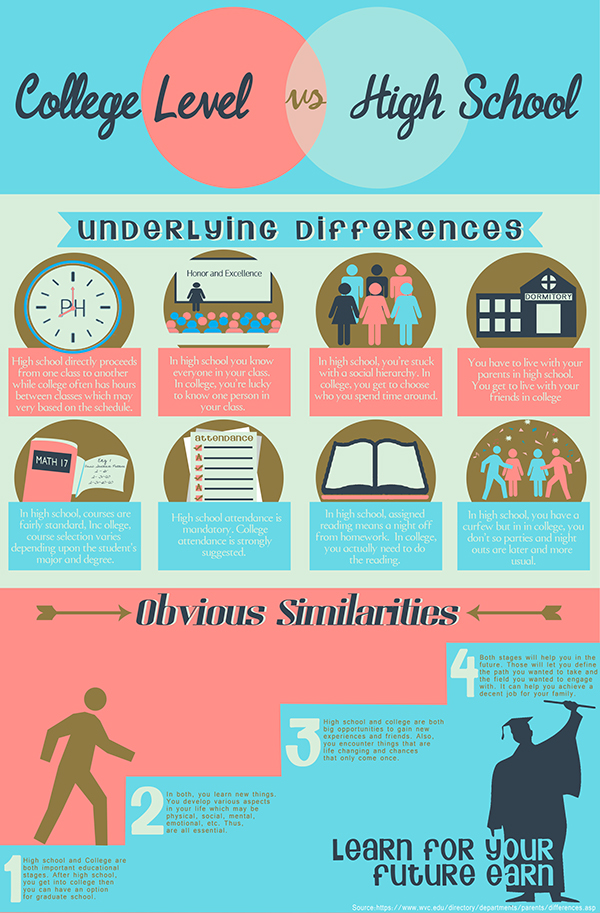 College Level vs High School
UNDERLYING DIFFERENCES
PH
High school directly proceeds
from one class to another
while college often has hours
between classes which may
very based on the schedule.
Honor and Excellence
In high school you know
everyone in your class.
In college, you're lucky
to know one person in
your class.
In high school, you're stuck
with a social hierarchy. In
college, you get to choose
who you spend time around.
DORMITORY
You have to live with your
parents in high school.
You get to live with your
friends in college
MATH 17
In high school, courses are
fairly standard. Inc ollege,
course selection varies
depending upon the student's
major and degree.
attendance
High school attendance is
mandatory. College
attendance is strongly
suggested.
In high school, assigned
reading means a night off
from homework. In college,
you actually need to do
the reading.
In high school, you have a
curfew but in in college, you
don't so parties and night
outs are later and more
usual.
Obvious Similarities
4
Both stages will help you in the
future. Those will let you define
the path you wanted to take and
the field you wanted to engage
with. It can help you achieve a
decent job for your family.
3
High school and college are both
big opportunities to gain new
experiences and friends. Also,
you encounter things that are
life changing and chances
that only come once.
2
In both, you learn new things.
You develop various aspects
in your life which may be
physical, social, mental,
emotional, etc. Thus,
are all essential.
1
High school and College are
both important educational
stages. After high school,
you get into college then
you can have an option
for graduate school.
LEARN FOR YOUR
FUTURE EARN
Source:https://www.wvc.edu/directory/departments/parents/differences.asp